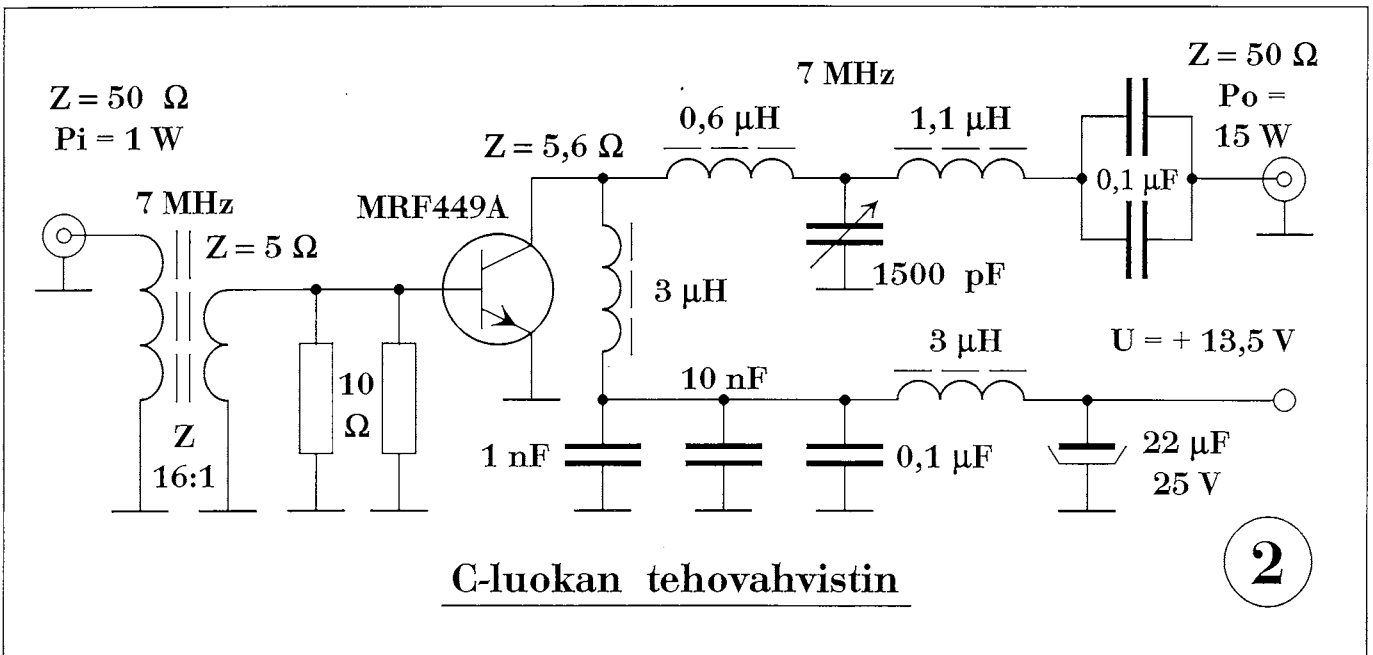 Z = 50 Ω
Pi = 1 W
7 MHz
Z = 5 Ω
Z
16:1
10
Ω
MRF449A
Z = 5,6 Ω
0,6 µH
7 MHz
1,1 µH
Z = 50 Ω
Po =
15 W
0,1 µF
1500 pF
3 µH
3 µH
U = + 13,5 V
1 nF
10 nF
0,1 µF
22 µF
25 V
C-luokan tehovahvistin
2